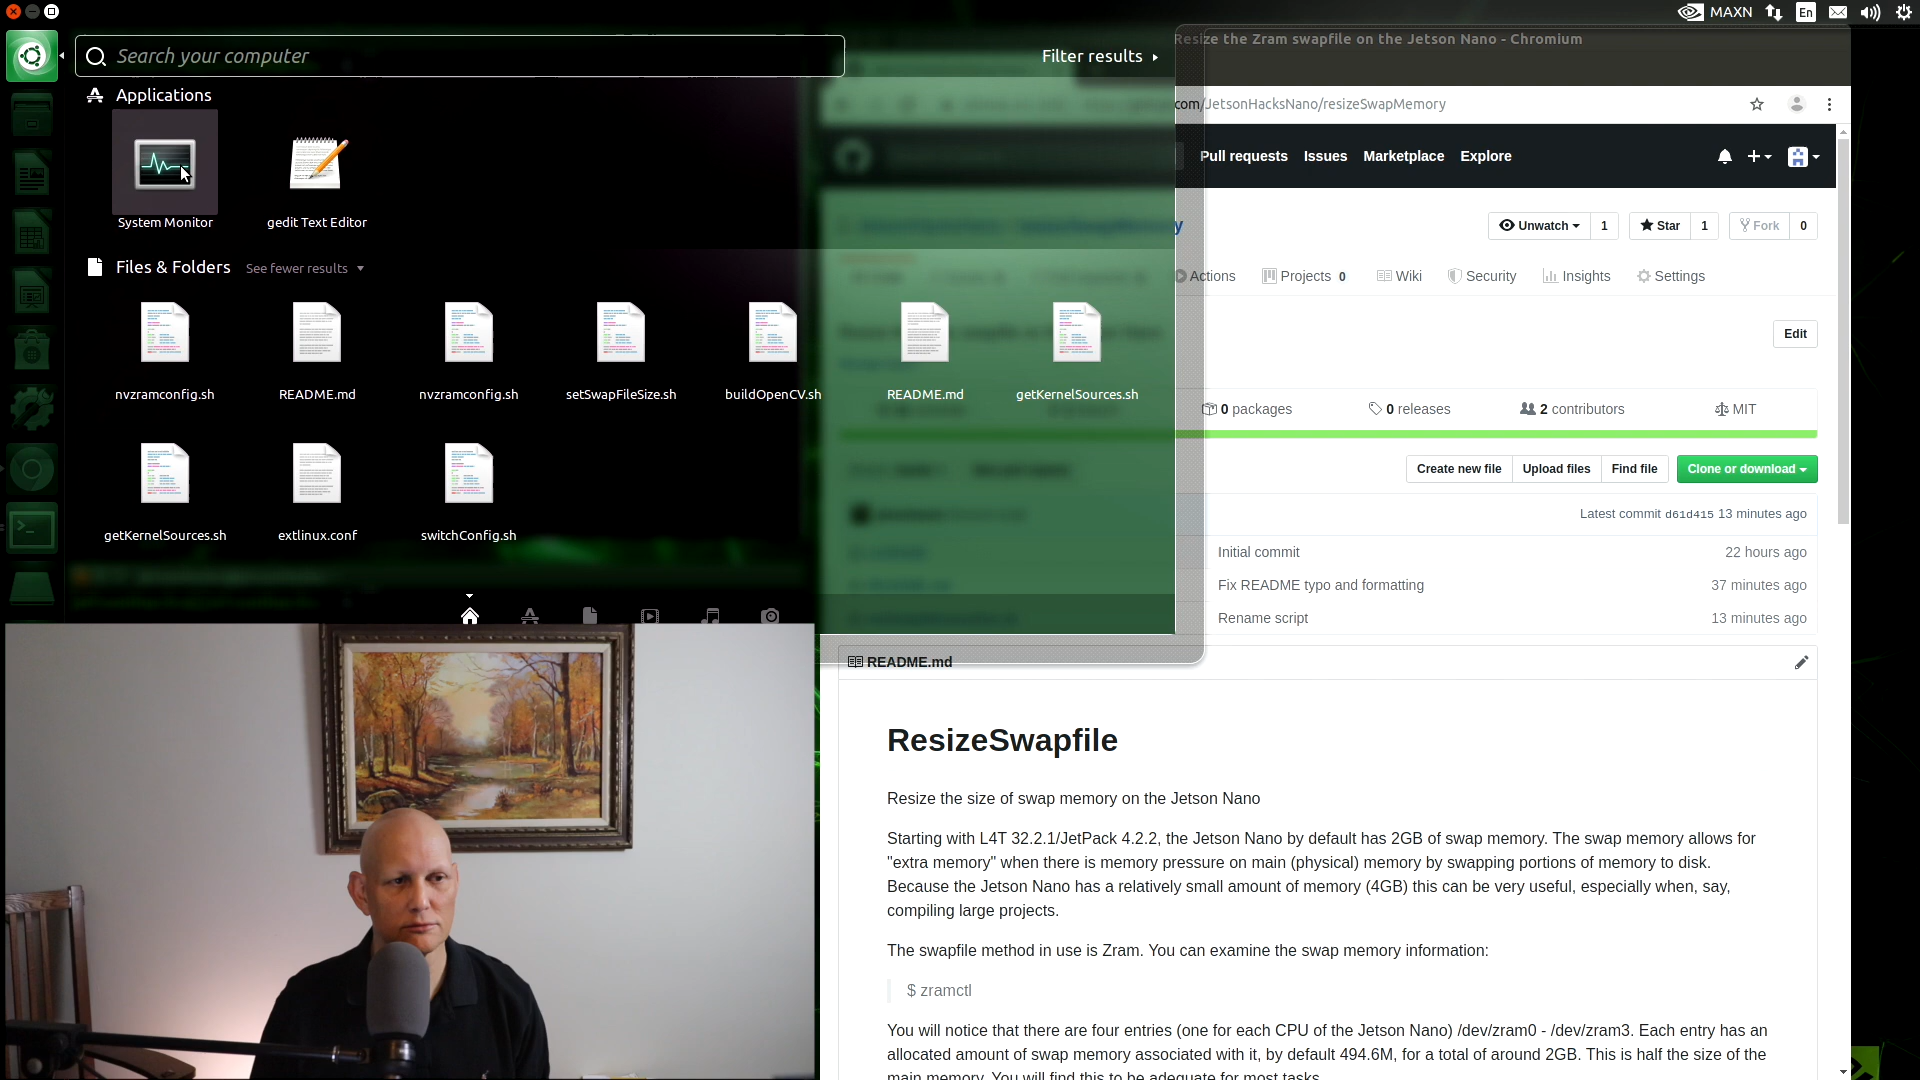 MAXN
En
Resize the Zram swapfile on the Jetson Nano - Chromium
Search your computer
Filter results
Applications
System Monitor
gedit Text Editor
Files & Folders
See fewer results
nvzramconfig.sh
README.md
nvzramconfig.sh
setSwapFileSize.sh
buildOpenCV.sh
README.md
getKernelSources.sh
getKernelSources.sh
extlinux.conf
switchConfig.sh
com/JetsonHacksNano/resizeSwapMemory
Pull requests Issues Marketplace Explore
Unwatch 1 Star 1 Fork 0
Actions Projects 0 Wiki Security Insights Settings
Edit
0 packages 0 releases 2 contributors MIT
Create new file Upload files Find file Clone or download
Latest commit d61d415 13 minutes ago
Initial commit 22 hours ago
Fix README typo and formatting 37 minutes ago
Rename script 13 minutes ago
README.md
ResizeSwapfile
Resize the size of swap memory on the Jetson Nano
Starting with L4T 32.2.1/JetPack 4.2.2, the Jetson Nano by default has 2GB of swap memory. The swap memory allows for
"extra memory" when there is memory pressure on main (physical) memory by swapping portions of memory to disk.
Because the Jetson Nano has a relatively small amount of memory (4GB) this can be very useful, especially when, say,
compiling large projects.
The swapfile method in use is Zram. You can examine the swap memory information:
$ zramctl
You will notice that there are four entries (one for each CPU of the Jetson Nano) /dev/zram0 - /dev/zram3. Each entry has an
allocated amount of swap memory associated with it, by default 494.6M, for a total of around 2GB. This is half the size of the
main memory. You will find this to be adequate for most tasks.